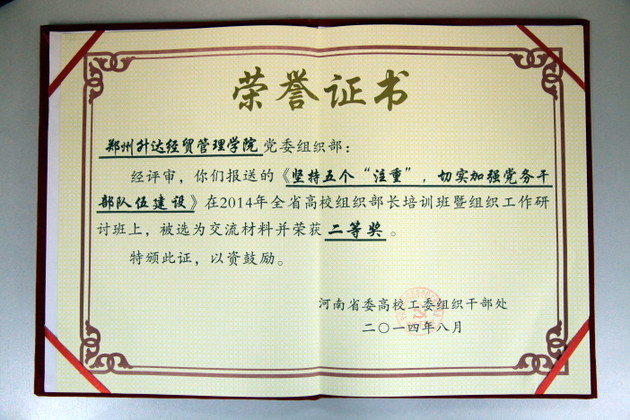 荣誉证书
郑州升达经贸管理学院党委组织部：
经评审，你们报送的《坚持五个“注重”，切实加强党务干
部队伍建设》在2014年全省高校组织部长培训班暨组织工作研
讨班上，被选为交流材料并荣获 二等奖 。
特颁此证，以资鼓励。
河南省委高校工委组织干部处
二〇一四年八月